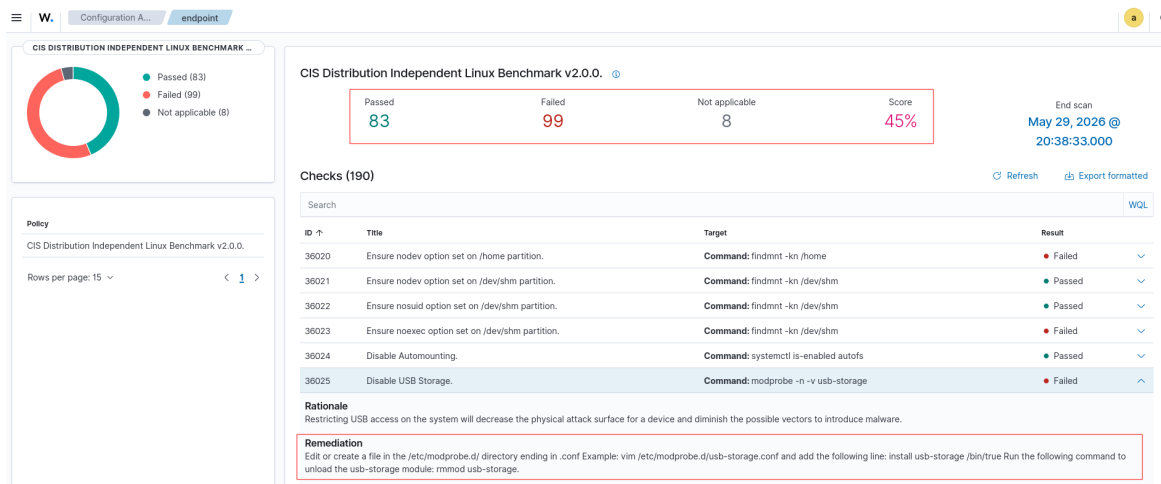 W.
Configuration A...
endpoint
a
CIS DISTRIBUTION INDEPENDENT LINUX BENCHMARK ...
Passed (83)
Failed (99)
Not applicable (8)
Policy
CIS Distribution Independent Linux Benchmark v2.0.0.
Rows per page: 15
1
CIS Distribution Independent Linux Benchmark v2.0.0.
Passed Failed Not applicable Score
83 99 8 45%
End scan
May 29, 2026 @
20:38:33.000
Checks (190)
Refresh Export formatted
Search WQL
ID Title Target Result
36020 Ensure nodev option set on /home partition. Command: findmnt -kn /home Failed
36021 Ensure nodev option set on /dev/shm partition. Command: findmnt -kn /dev/shm Passed
36022 Ensure nosuid option set on /dev/shm partition. Command: findmnt -kn /dev/shm Passed
36023 Ensure noexec option set on /dev/shm partition. Command: findmnt -kn /dev/shm Failed
36024 Disable Automounting. Command: systemctl is-enabled autofs Passed
36025 Disable USB Storage. Command: modprobe -n -v usb-storage Failed
Rationale
Restricting USB access on the system will decrease the physical attack surface for a device and diminish the possible vectors to introduce malware.
Remediation
Edit or create a file in the /etc/modprobe.d/ directory ending in .conf Example: vim /etc/modprobe.d/usb-storage.conf and add the following line: install usb-storage /bin/true Run the following command to
unload the usb-storage module: rmmod usb-storage.